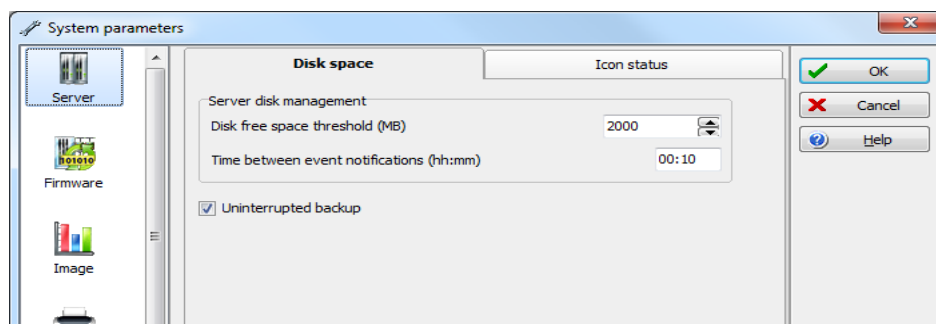 System parameters
Server
Firmware
Image
Disk space
Icon status
Server disk management
Disk free space threshold (MB)
2000
Time between event notifications (hh:mm)
00:10
Uninterrupted backup
OK
Cancel
Help